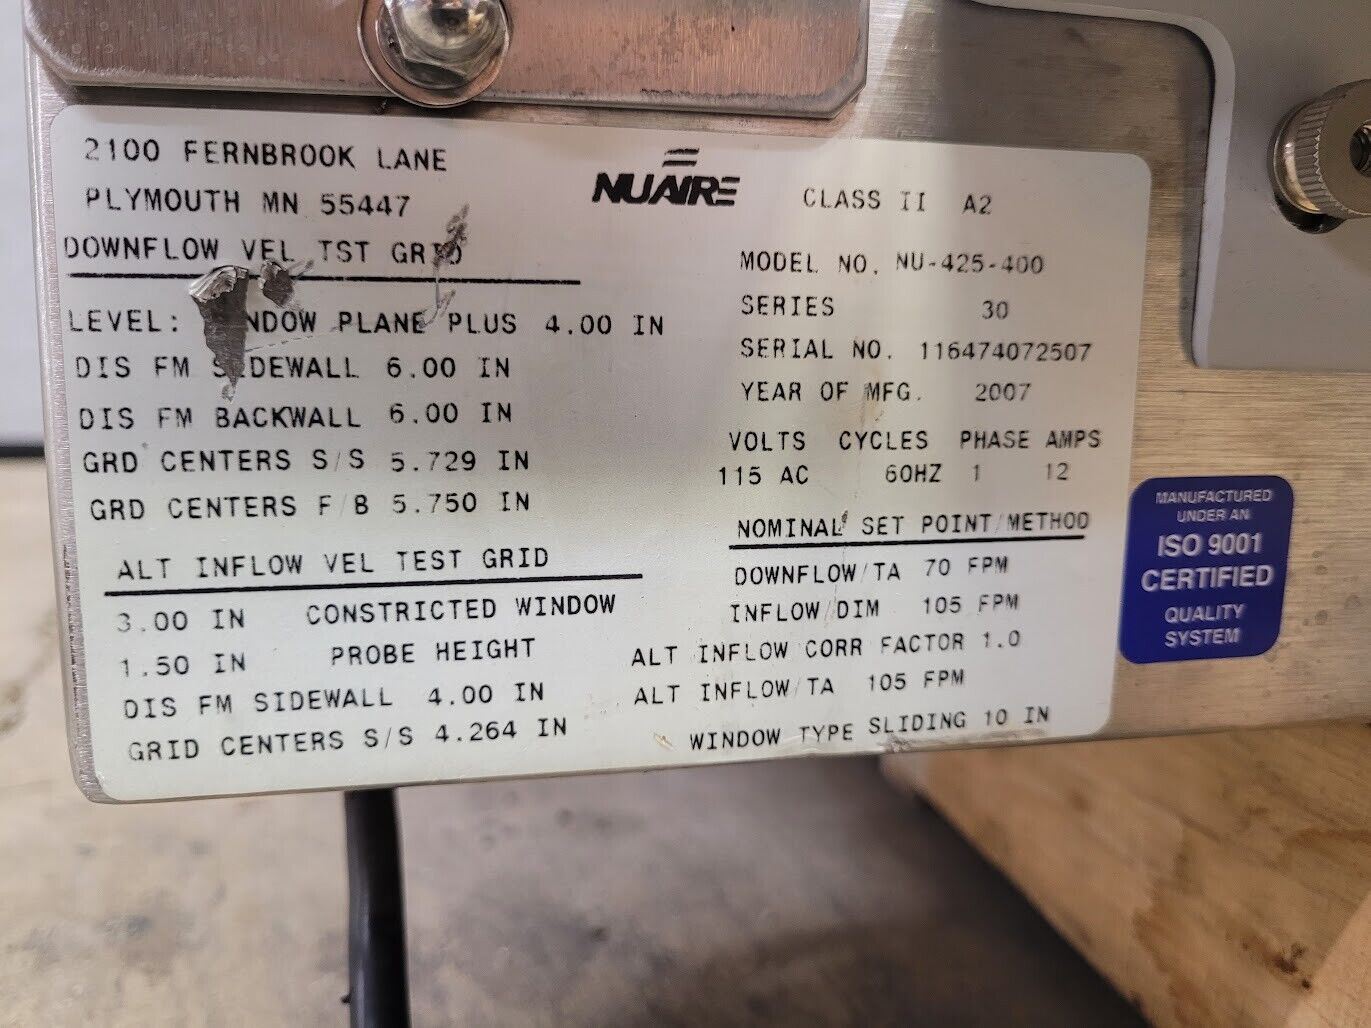 2100 FERNBROOK LANE
PLYMOUTH MN 55447
DOWNFLOW VEL TST GRID
LEVEL: NDOW PLANE PLUS 4.00 IN
DIS FM SIDEWALL 6.00 IN
DIS FM BACKWALL 6.00 IN
GRD CENTERS S/S 5.729 IN
GRD CENTERS F/B 5.750 IN
ALT INFLOW VEL TEST GRID
3.00 IN CONSTRICTED WINDOW
1.50 IN PROBE HEIGHT
DIS FM SIDEWALL 4.00 IN
GRID CENTERS S/S 4.264 IN
NUAIRE
CLASS II A2
MODEL NO. NU-425-400
SERIES 30
SERIAL NO. 116474072507
YEAR OF MFG. 2007
VOLTS CYCLES PHASE AMPS
115 AC 60HZ 1 12
NOMINAL SET POINT/METHOD
DOWNFLOW/TA 70 FPM
INFLOW/DIM 105 FPM
ALT INFLOW CORR FACTOR 1.0
ALT INFLOW/TA 105 FPM
WINDOW TYPE SLIDING 10 IN
MANUFACTURED
UNDER AN
ISO 9001
CERTIFIED
QUALITY
SYSTEM